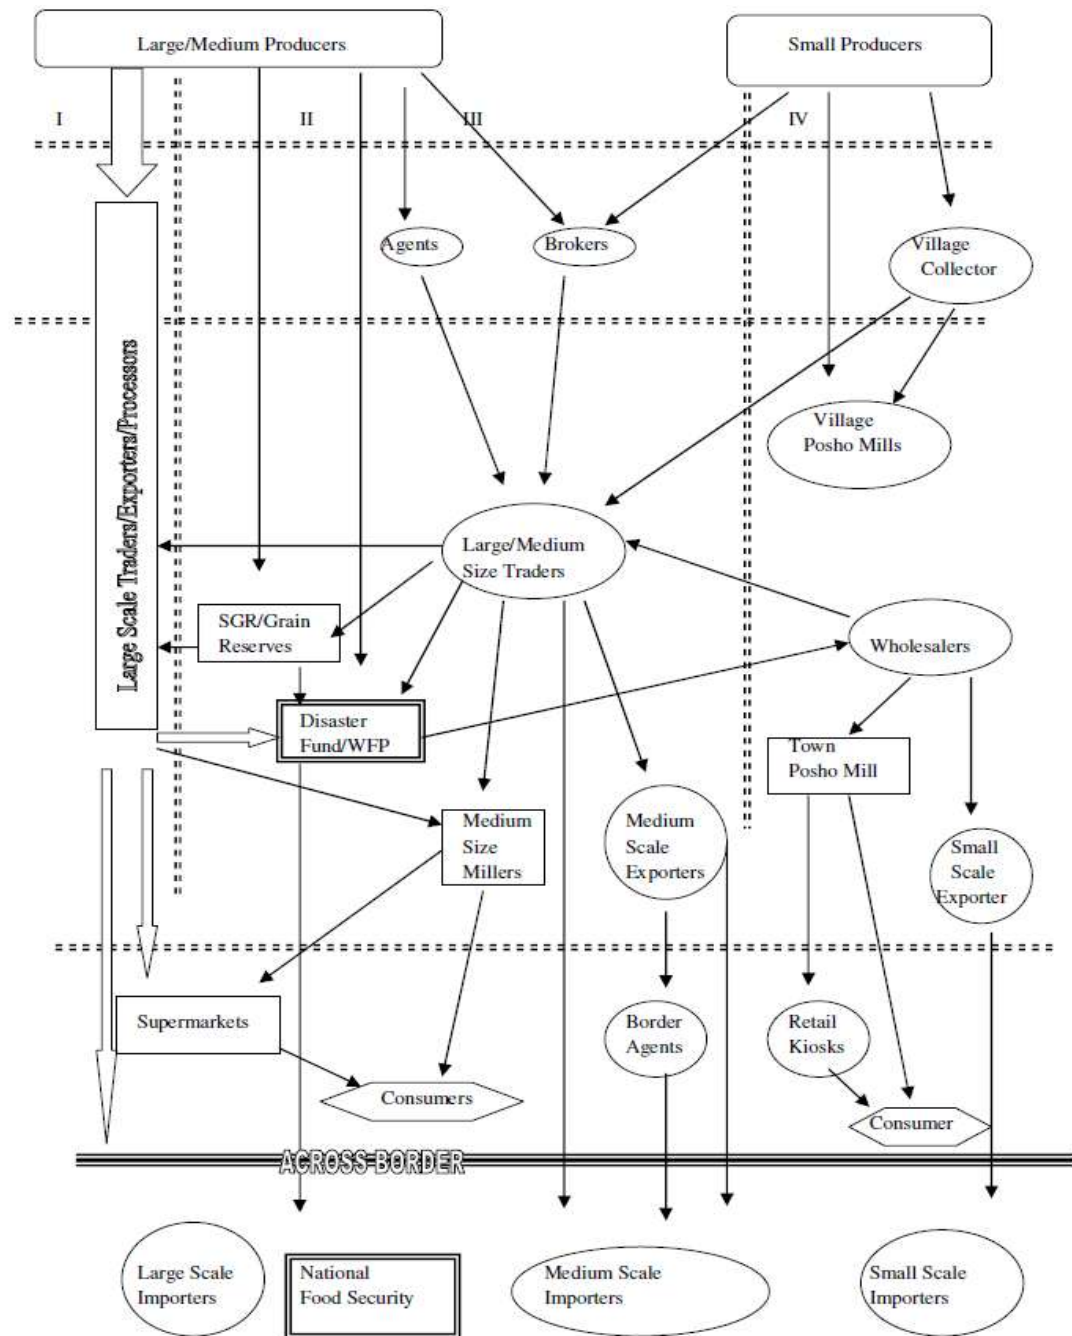 Large/Medium Producers
Small Producers
I
II
III
IV
Agents
Brokers
Village
Collector
Large Scale Traders/Exporters/Processors
Village
Posho Mills
Large/Medium
Size Traders
SGR/Grain
Reserves
Wholesalers
Disaster
Fund/WFP
Town
Posho Mill
Medium
Size
Millers
Medium
Scale
Exporters
Small
Scale
Exporter
Supermarkets
Border
Agents
Retail
Kiosks
Consumers
Consumer
ACROSS BORDER
Large Scale
Importers
National
Food Security
Medium Scale
Importers
Small Scale
Importers